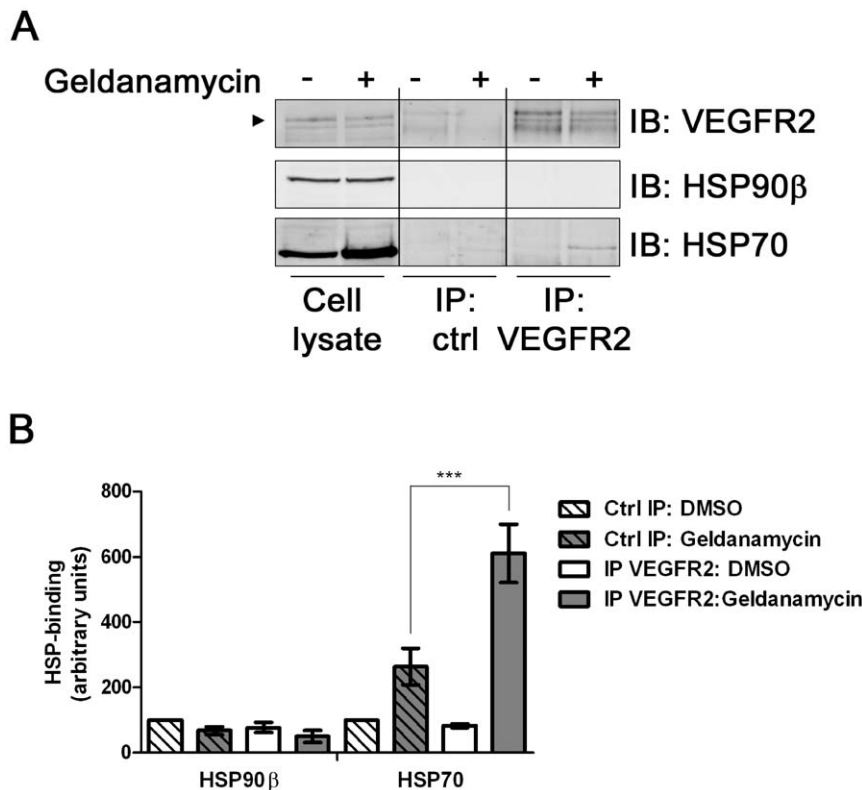 A
Geldanamycin - + - + - +
IB: VEGFR2
IB: HSP90β
IB: HSP70
Cell lysate
IP: ctrl
IP: VEGFR2
B
***
800
600
400
200
0
HSP-binding
(arbitrary units)
HSP90β
HSP70
Ctrl IP: DMSO
Ctrl IP: Geldanamycin
IP VEGFR2: DMSO
IP VEGFR2:Geldanamycin